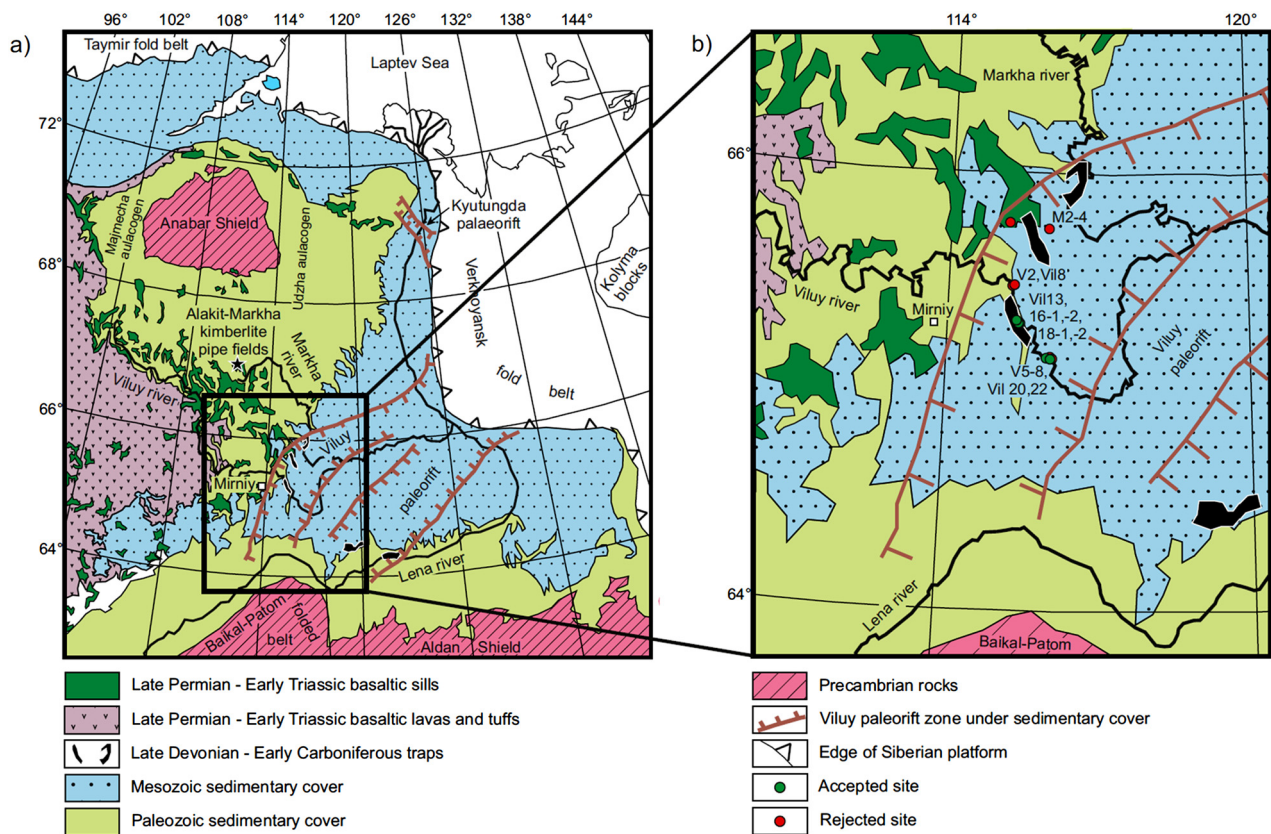 a)
96° 102° 108° 114° 120° 126° 132° 138° 144°
Taymir fold belt
Laptev Sea
72°
Majmecha
aulacogen
Anabar Shield
Udzha aulacogen
Kyutungda
palaeorift
68°
Verkhoyansk
fold
belt
Kolyma
blocks
Alakit-Markha
kimberlite
pipe fields
Markha
river
Viluy river
66°
Viluy
paleorift
Mirniy
64°
Lena river
Baikal-Patom
folded
belt
Aldan Shield
b)
114° 120°
Markha river
66°
M2-4
V2,Vil8
Viluy river
Mirniy
Vil13,
16-1,-2,
18-1,-2
V5-8,
Vil 20,22
Viluy
paleorift
64°
Lena river
Baikal-Patom
Late Permian - Early Triassic basaltic sills
Late Permian - Early Triassic basaltic lavas and tuffs
Late Devonian - Early Carboniferous traps
Mesozoic sedimentary cover
Paleozoic sedimentary cover
Precambrian rocks
Viluy paleorift zone under sedimentary cover
Edge of Siberian platform
Accepted site
Rejected site